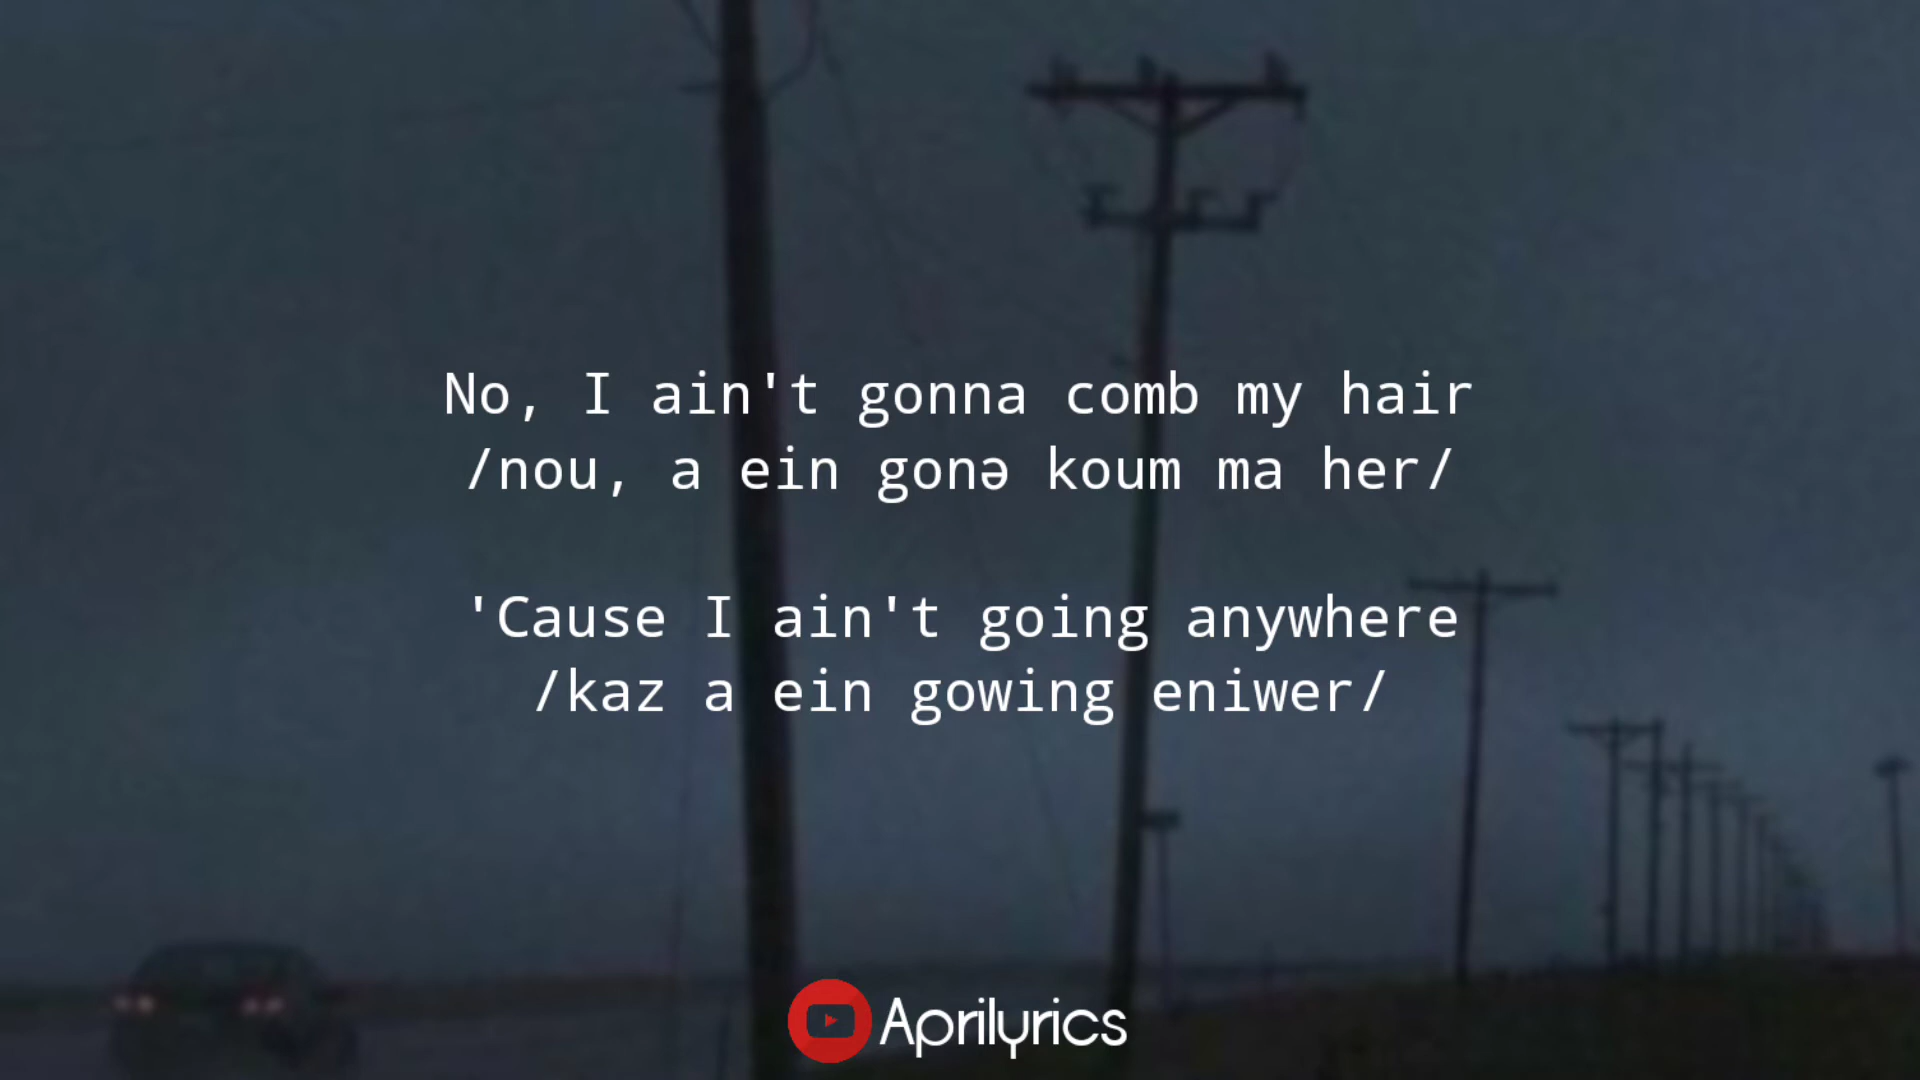 No, I ain't gonna comb my hair
/nou, a ein gonə koum ma her/
'Cause I ain't going anywhere
/kaz a ein gowing eniwer/
Aprilyrics